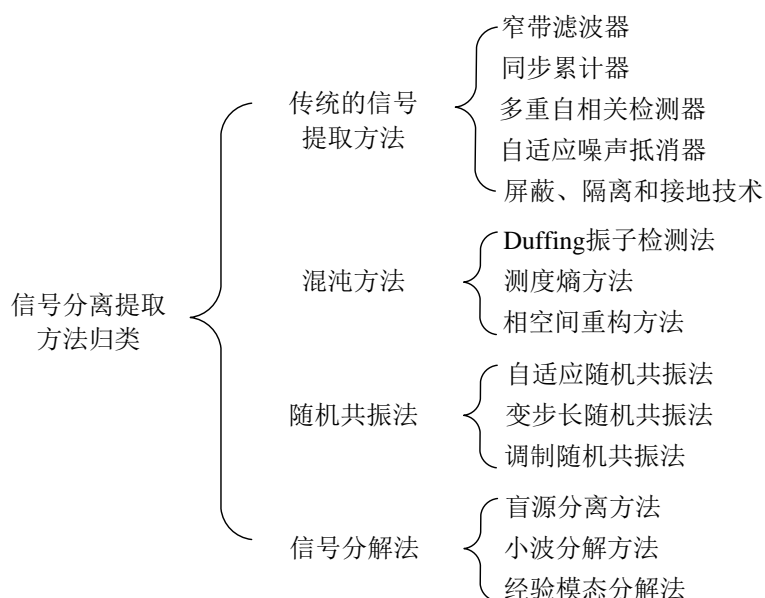 信号分离提取
方法归类
传统的信号
提取方法
窄带滤波器
同步累计器
多重自相关检测器
自适应噪声抵消器
屏蔽、隔离和接地技术
混沌方法
Duffing振子检测法
测度熵方法
相空间重构方法
随机共振法
自适应随机共振法
变步长随机共振法
调制随机共振法
信号分解法
盲源分离方法
小波分解方法
经验模态分解法